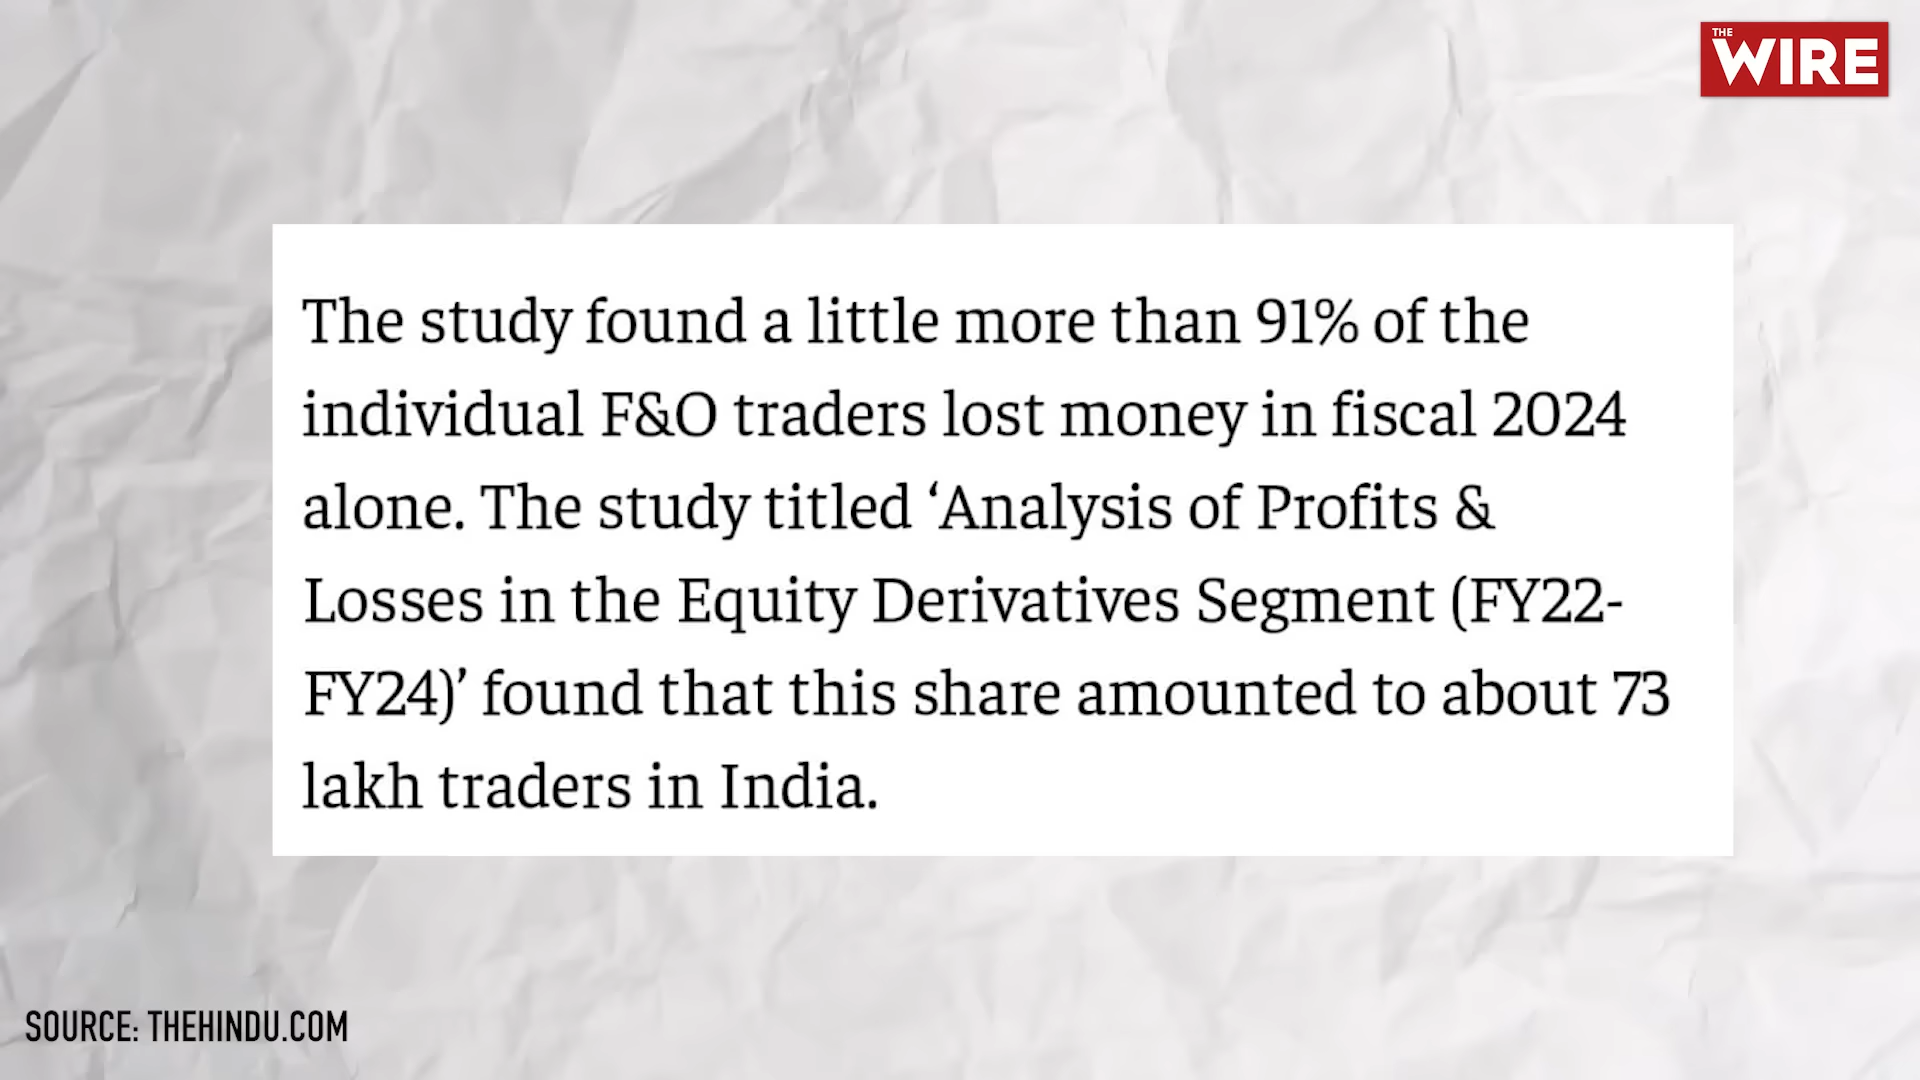 THE
WIRE
The study found a little more than 91% of the
individual F&O traders lost money in fiscal 2024
alone. The study titled ‘Analysis of Profits &
Losses in the Equity Derivatives Segment (FY22-
FY24)’ found that this share amounted to about 73
lakh traders in India.
SOURCE: THEHINDU.COM